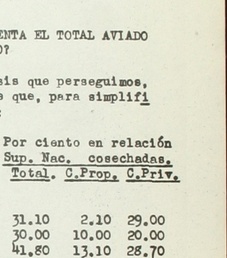 ENTA EL TOTAL AVIADO
O?
sis que perseguimos,
s que, para simplifi
:
Por ciento en relación
Sup. Nac. cosechadas.
Total. C.Prop. C.Priv.
31.10 2.10 29.00
30.00 10.00 20.00
41.80 13.10 28.70